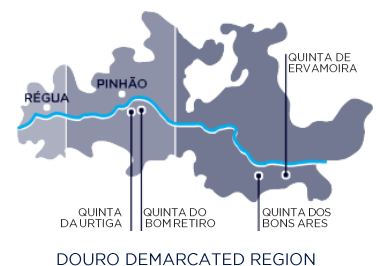 QUINTA DE
ERVAMOIRA
PINHÃO
RÉGUA
QUINTA
DA URTIGA
QUINTA DO
BOM RETIRO
QUINTA DOS
BONS ARES
DOURO DEMARCATED REGION